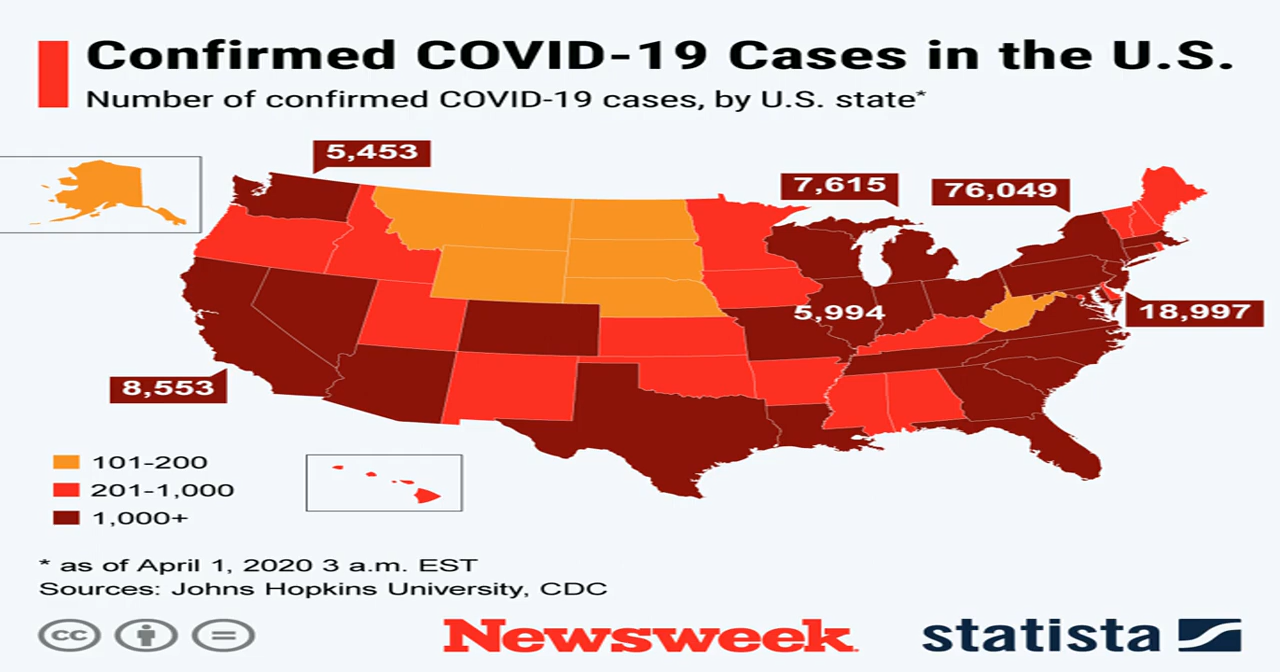 Confirmed COVID-19 Cases in the U.S.
Number of confirmed COVID-19 cases, by U.S. state*
5,453
7,615
76,049
5,994
18,997
8,553
101-200
201-1,000
1,000+
* as of April 1, 2020 3 a.m. EST
Sources: Johns Hopkins University, CDC
cc
Newsweek
statista